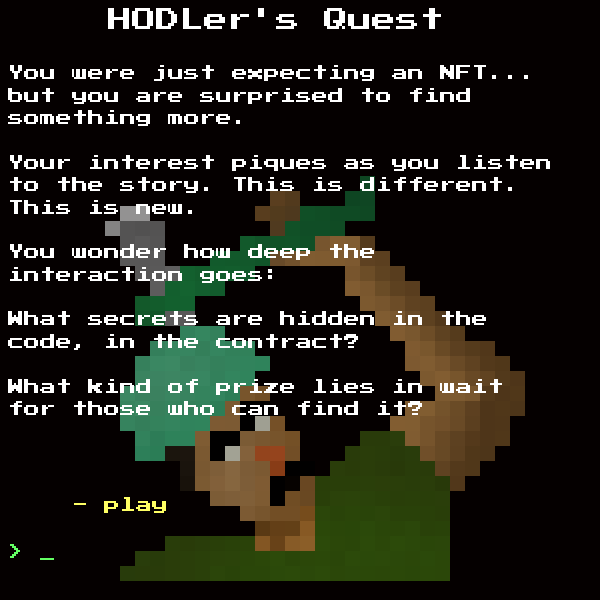 HODLer's Quest
You were just expecting an NFT...
but you are surprised to find
something more.
Your interest piques as you listen
to the story. This is different.
This is new.
You wonder how deep the
interaction goes:
What secrets are hidden in the
code, in the contract?
What kind of prize lies in wait
for those who can find it?
- play
> _